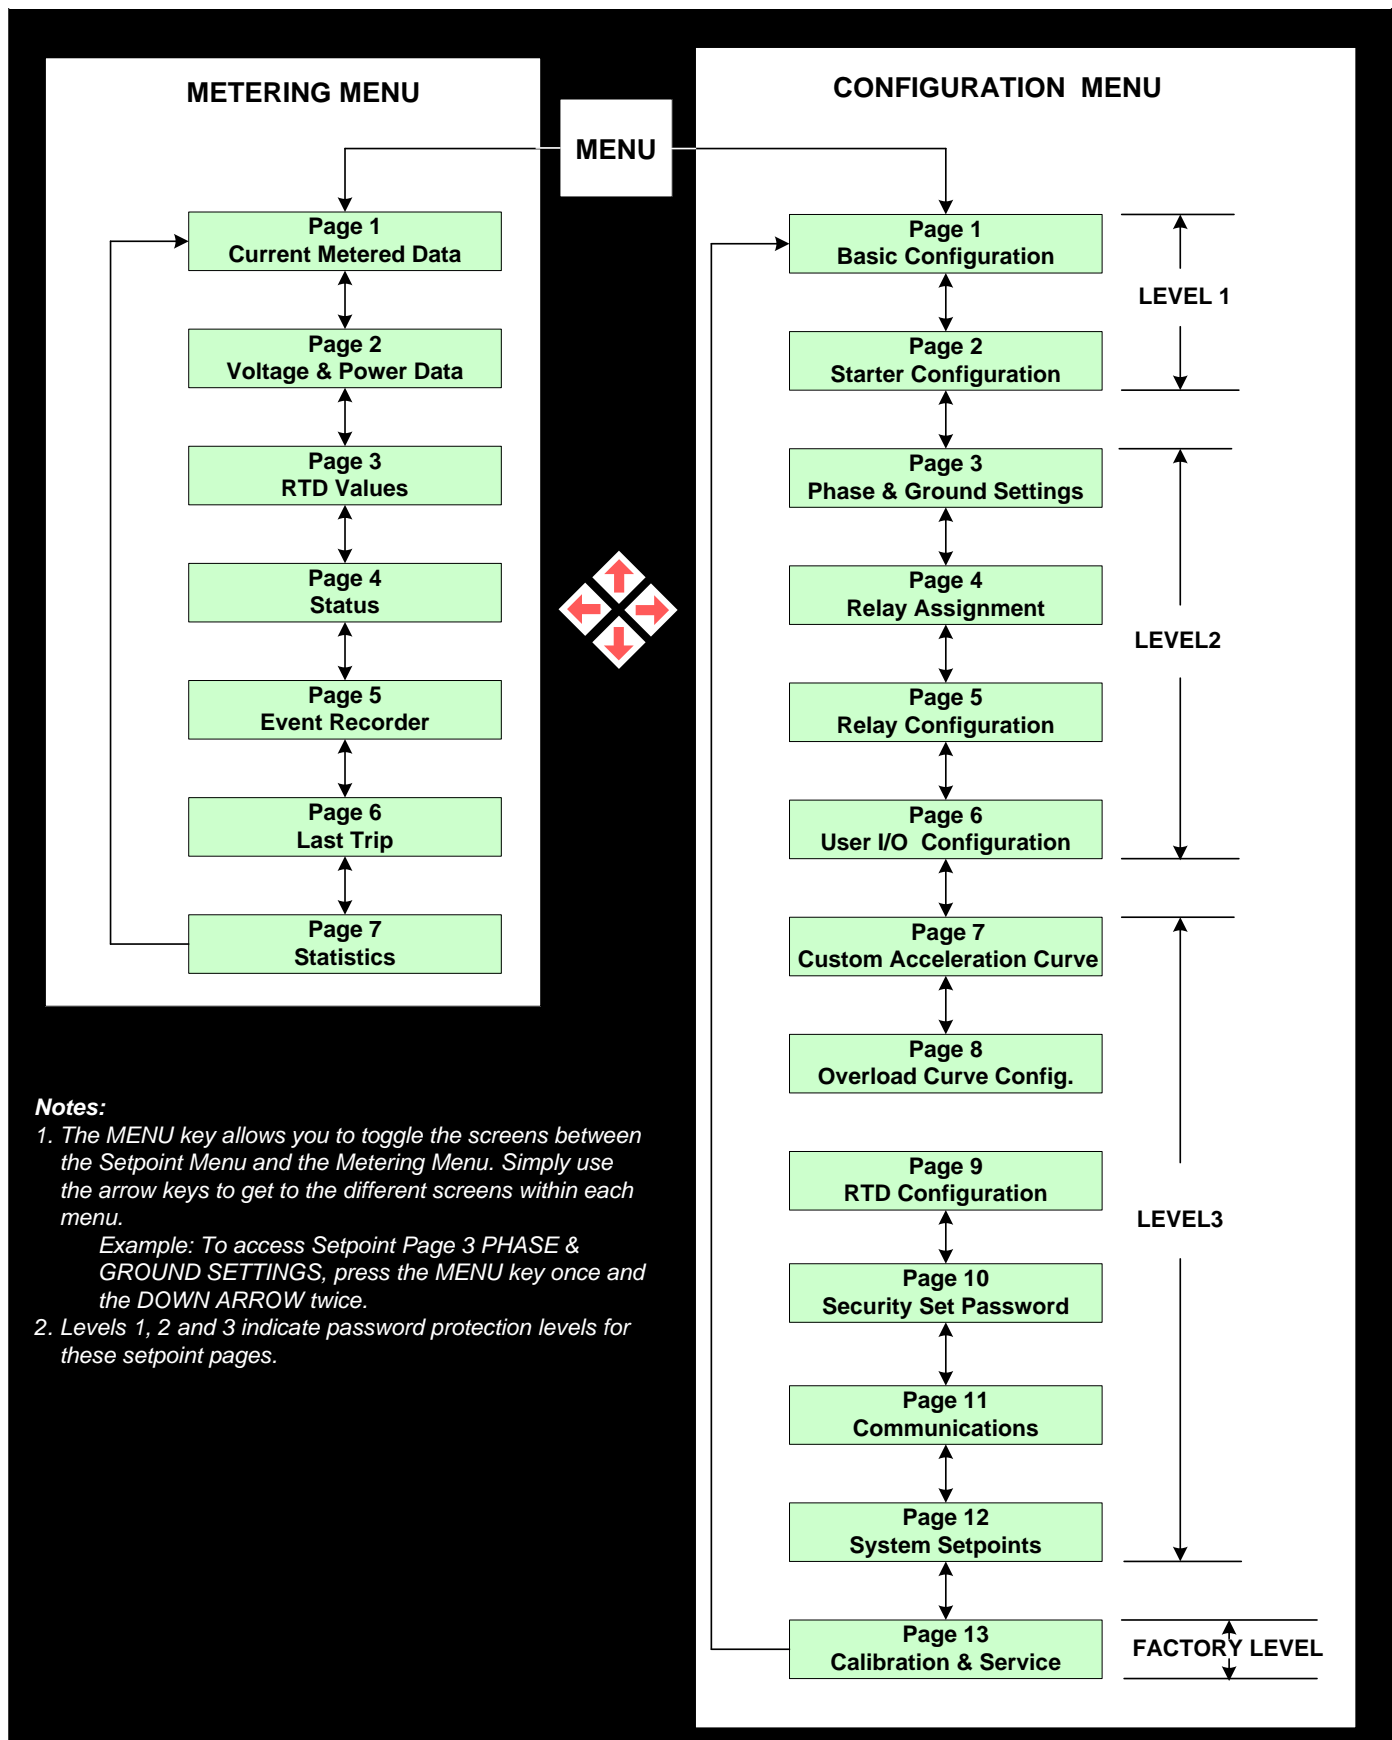 METERING MENU
MENU
CONFIGURATION  MENU
Page 1
Current Metered Data
Page 2
Voltage & Power Data
Page 3
RTD Values
Page 4
Status
Page 5
Event Recorder
Page 6
Last Trip
Page 7
Statistics
Notes:
1. The MENU key allows you to toggle the screens between
the Setpoint Menu and the Metering Menu. Simply use
the arrow keys to get to the different screens within each
menu.
Example: To access Setpoint Page 3 PHASE &
GROUND SETTINGS, press the MENU key once and
the DOWN ARROW twice.
2. Levels 1, 2 and 3 indicate password protection levels for
these setpoint pages.
Page 1
Basic Configuration
Page 2
Starter Configuration
LEVEL 1
Page 3
Phase & Ground Settings
Page 4
Relay Assignment
Page 5
Relay Configuration
Page 6
User I/O  Configuration
LEVEL2
Page 7
Custom Acceleration Curve
Page 8
Overload Curve Config.
Page 9
RTD Configuration
Page 10
Security Set Password
Page 11
Communications
Page 12
System Setpoints
LEVEL3
Page 13
Calibration & Service
FACTORY LEVEL